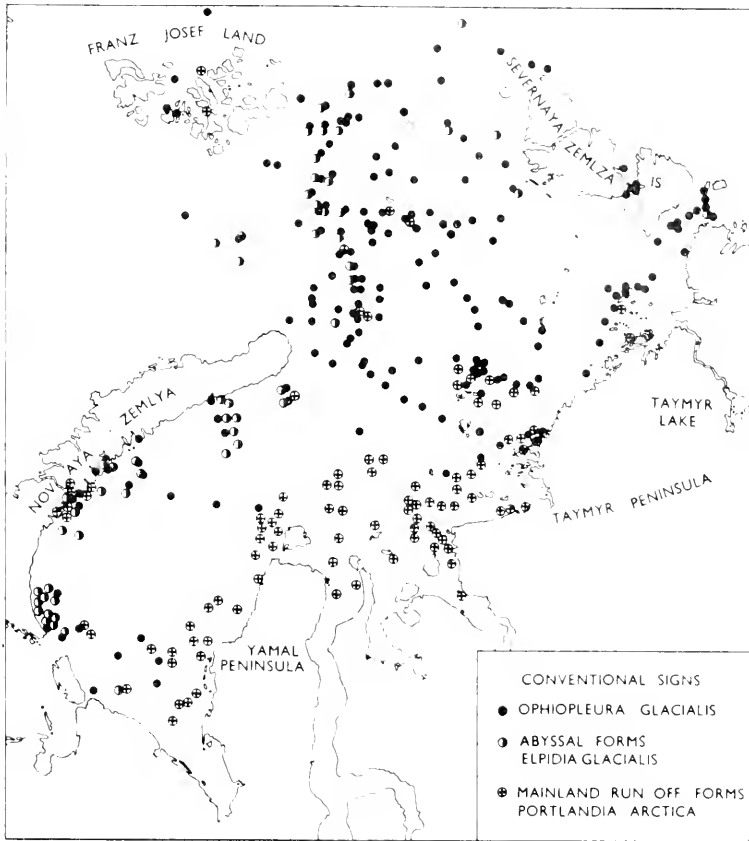 FRANZ JOSEF LAND
SEVERNAYA ZEMLZA IS
NOVAYA ZEMLYA
TAYMYR
LAKE
TAYMYR PENINSULA
YAMAL
PENINSULA
CONVENTIONAL SIGNS
OPHIOPLEURA GLACIALIS
ABYSSAL FORMS
ELPIDIA GLACIALIS
MAINLAND RUN OFF FORMS
PORTLANDIA ARCTICA